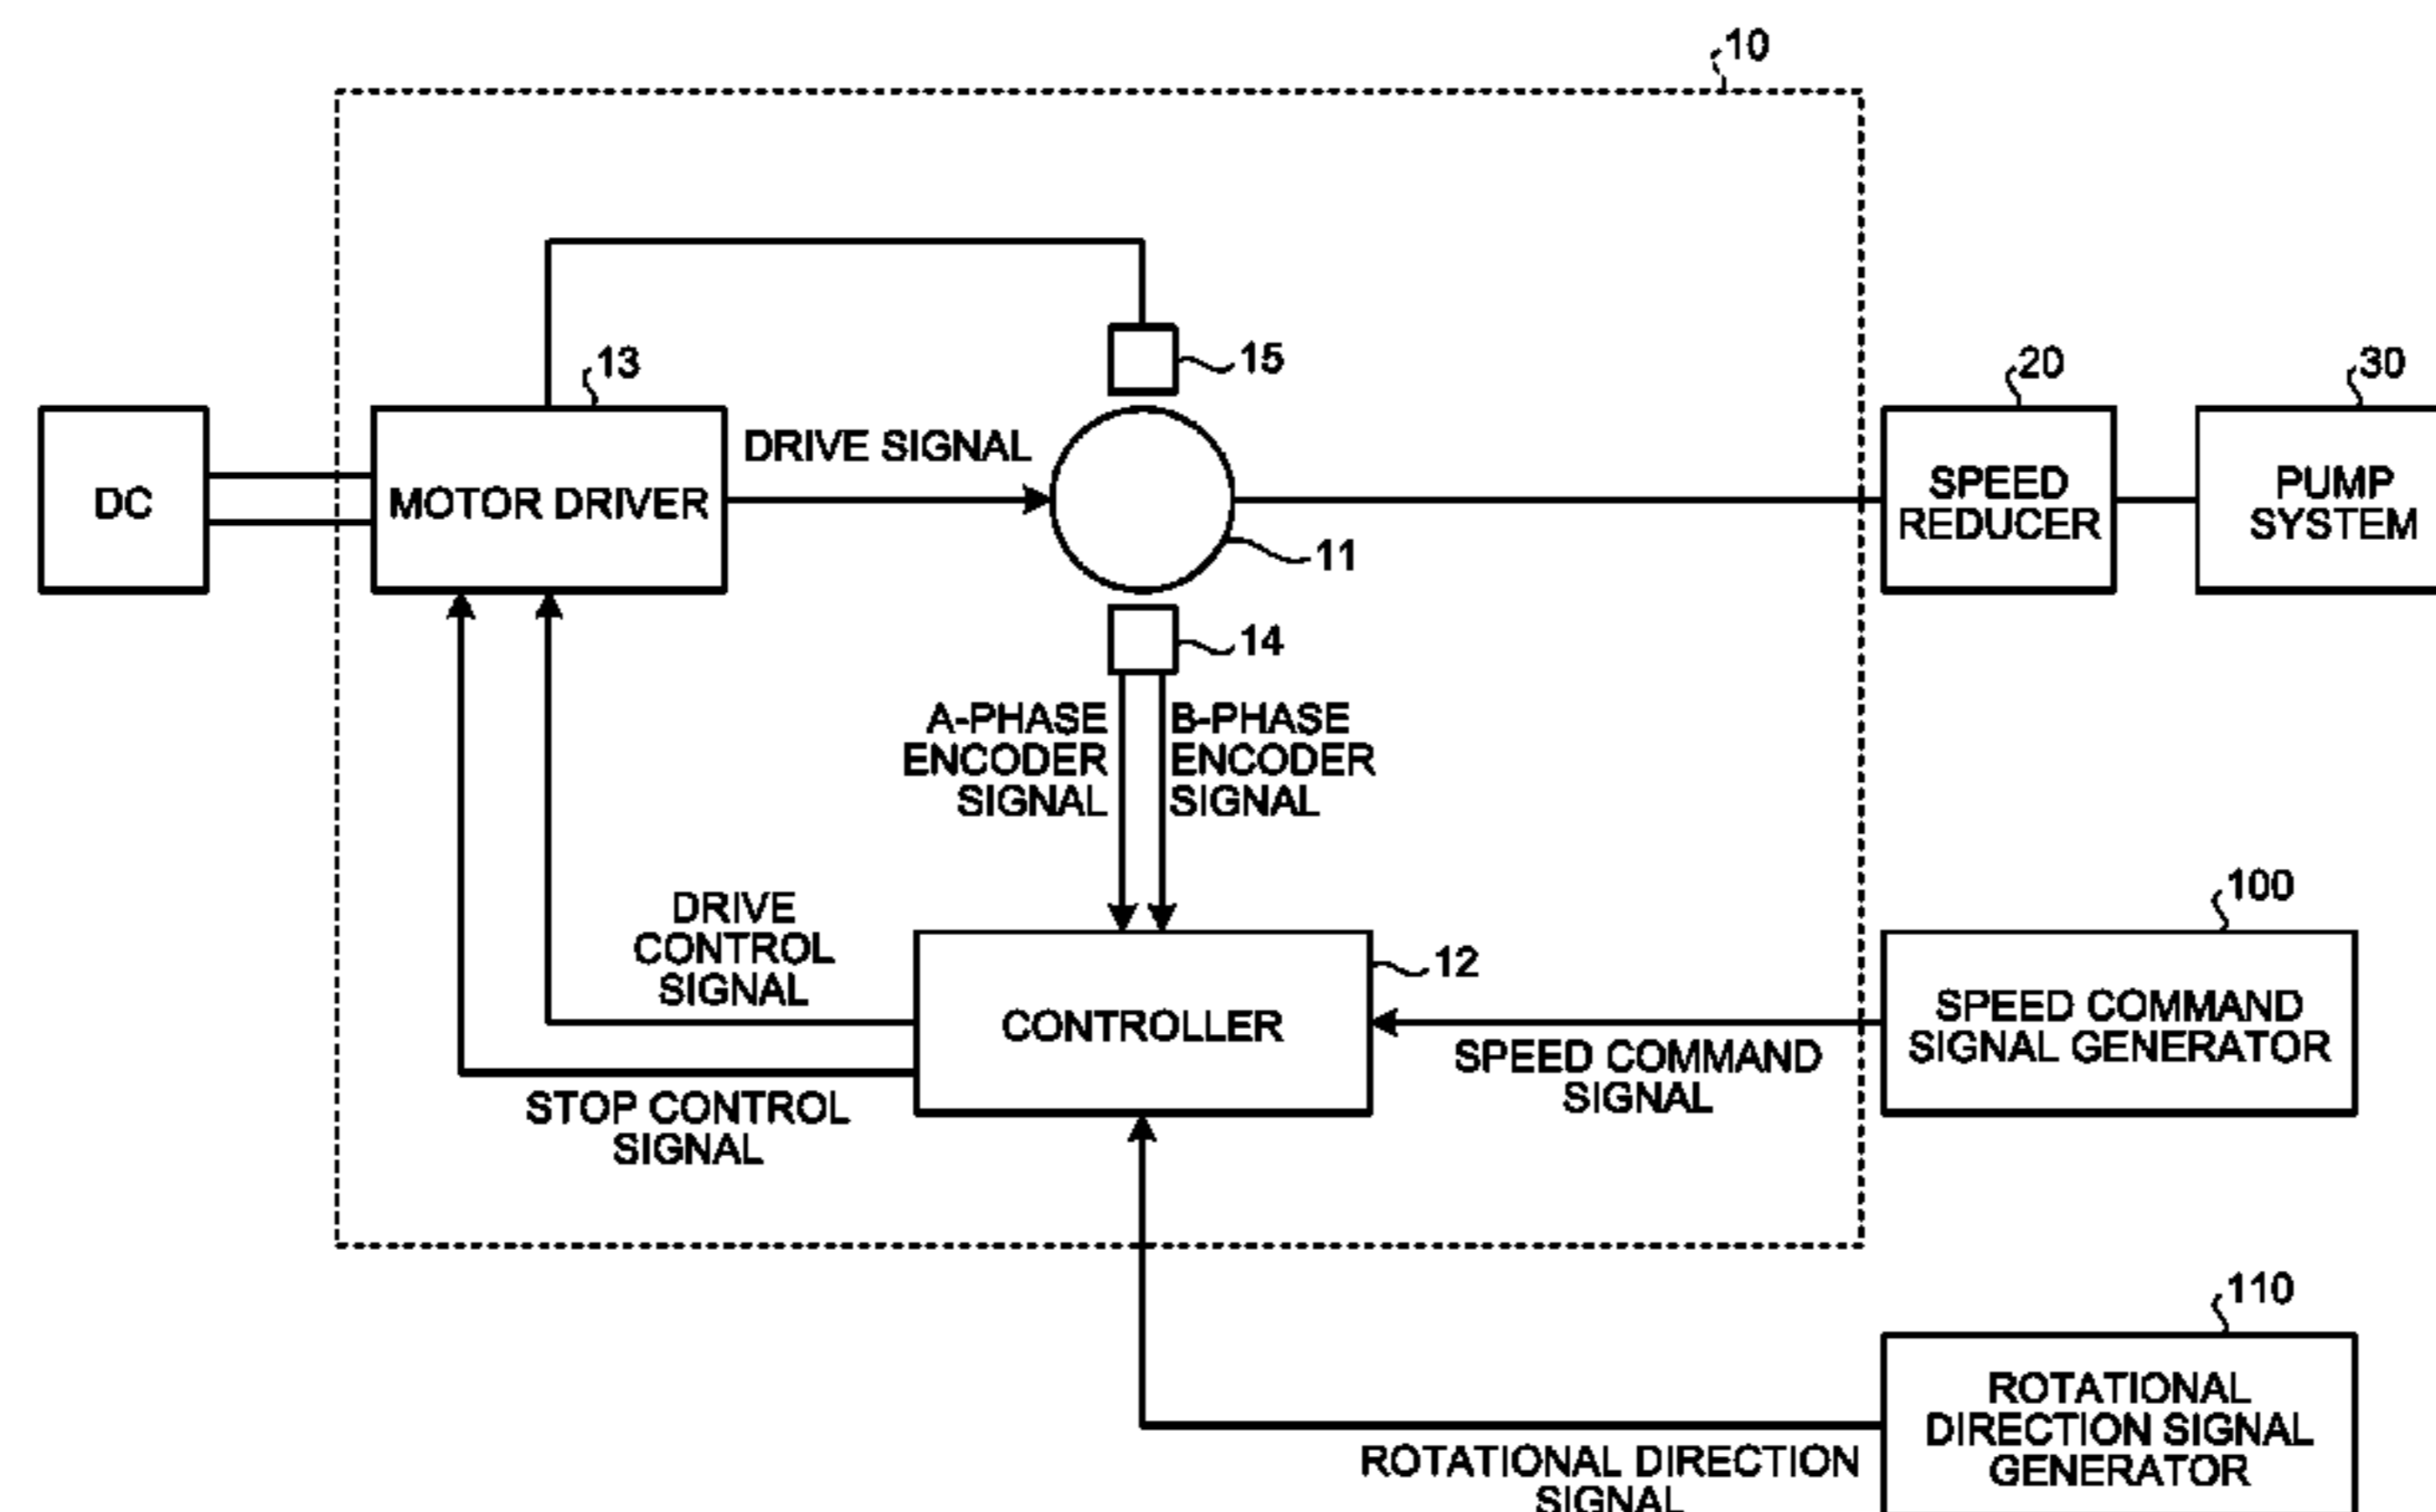 10
13
15
20
30
DC
MOTOR DRIVER
DRIVE SIGNAL
SPEED
REDUCER
PUMP
SYSTEM
11
14
A-PHASE
ENCODER
SIGNAL
B-PHASE
ENCODER
SIGNAL
DRIVE
CONTROL
SIGNAL
12
100
CONTROLLER
SPEED COMMAND
SIGNAL
SPEED COMMAND
SIGNAL GENERATOR
STOP CONTROL
SIGNAL
110
ROTATIONAL
DIRECTION SIGNAL
GENERATOR
ROTATIONAL DIRECTION
SIGNAL